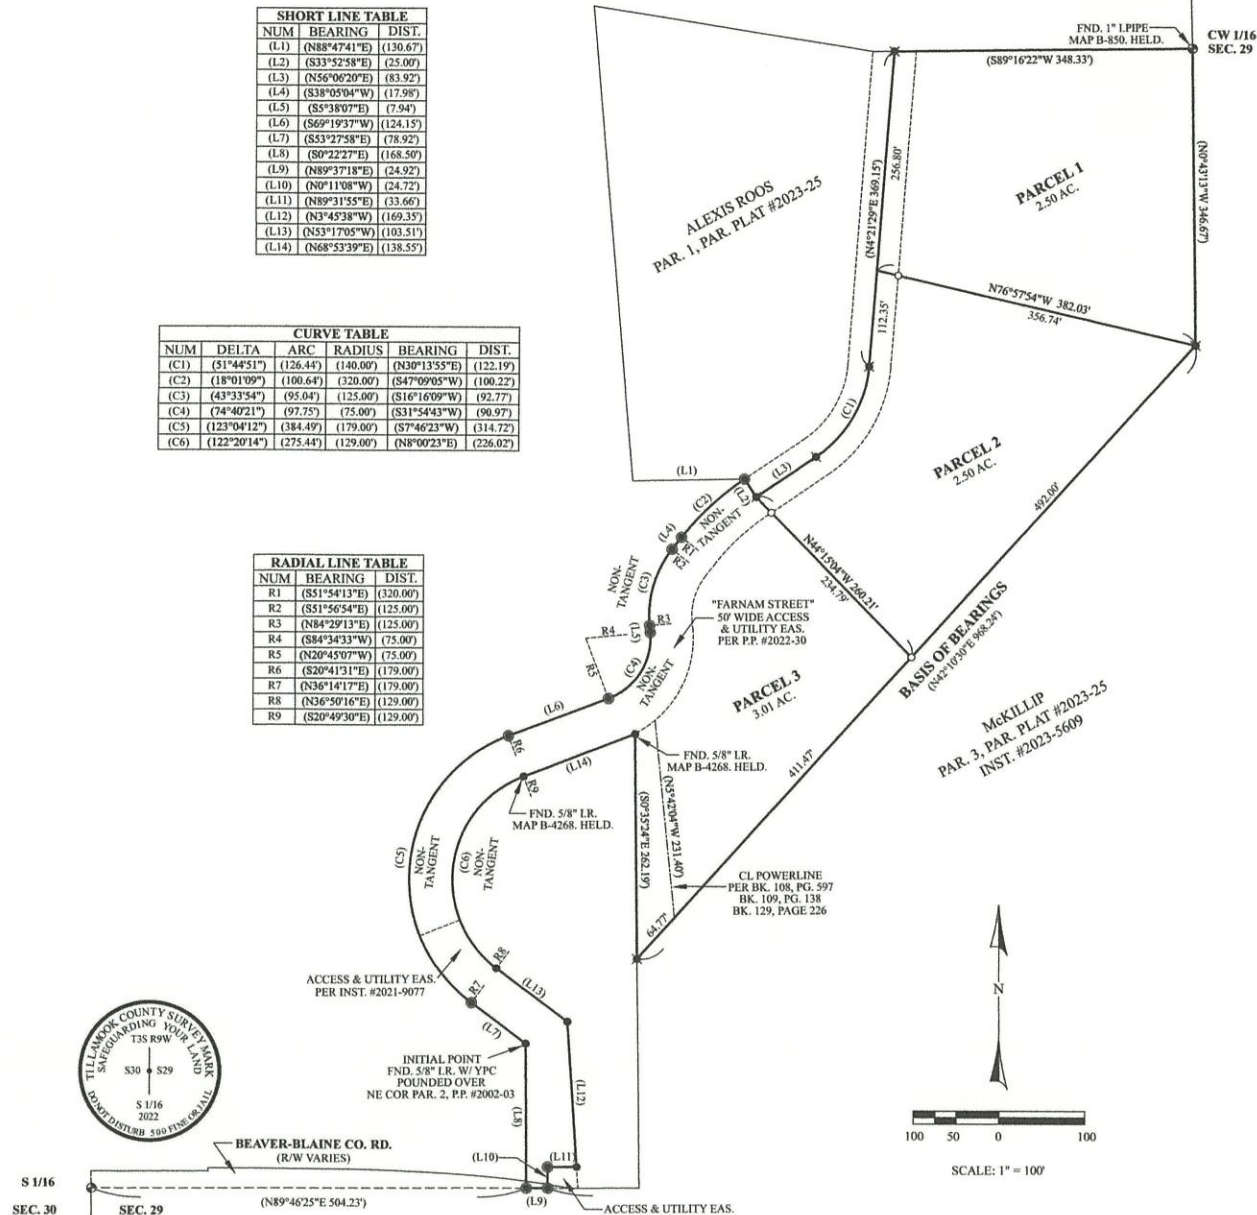 SHORT LINE TABLE
NUM BEARING DIST.
(L1) (N88°47'41"E) (130.67')
(L2) (S33°52'58"E) (25.00')
(L3) (N56°06'20"E) (83.92')
(L4) (S38°05'04"W) (17.98')
(L5) (S5°38'07"E) (7.94')
(L6) (S69°19'37"W) (124.15')
(L7) (S53°27'58"E) (78.92')
(L8) (S0°22'27"E) (168.50')
(L9) (N89°37'18"E) (24.92')
(L10) (N0°11'08"W) (24.72')
(L11) (N89°31'55"E) (33.66')
(L12) (N3°45'38"W) (169.35')
(L13) (N53°17'05"W) (103.51')
(L14) (N68°53'39"E) (138.55')
CURVE TABLE
NUM DELTA ARC RADIUS BEARING DIST.
(C1) (51°44'51") (126.44') (140.00') (N30°13'55"E) (122.19')
(C2) (18°01'09") (100.64') (320.00') (S47°09'05"W) (100.22')
(C3) (43°33'54") (95.04') (125.00') (S16°16'09"W) (92.77')
(C4) (74°40'21") (97.75') (75.00') (S31°54'43"W) (90.97')
(C5) (123°04'12") (384.49') (179.00') (S7°46'23"W) (314.72')
(C6) (122°20'14") (275.44') (129.00') (N8°00'23"E) (226.02')
RADIAL LINE TABLE
NUM BEARING DIST.
R1 (S51°54'13"E) (320.00')
R2 (S51°56'54"E) (125.00')
R3 (N84°29'13"E) (125.00')
R4 (S84°34'33"W) (75.00')
R5 (N20°45'07"W) (75.00')
R6 (S20°41'31"E) (179.00')
R7 (N36°14'17"E) (179.00')
R8 (N36°50'16"E) (129.00')
R9 (S20°49'30"E) (129.00')
FND. 1" I.PIPE
MAP B-850. HELD.
CW 1/16
SEC. 29
(S89°16'22"W 348.33')
(N0°43'13"W 346.67')
PARCEL 1
2.50 AC.
(N4°21'29"E 369.15')
256.80'
112.35'
ALEXIS ROOS
PAR. 1, PAR. PLAT #2023-25
N76°57'54"W 382.03'
356.74'
(C1)
PARCEL 2
2.50 AC.
(L1)
(L3)
(L2)
(C2)
NON-
TANGENT
(L4)
R1
R2
492.00'
N44°15'04"W 260.21'
234.79'
NON-
TANGENT
(C3)
R3
R4
(L5)
R5
(C4)
NON-
TANGENT
"FARNAM STREET"
50' WIDE ACCESS
& UTILITY EAS.
PER P.P. #2022-30
BASIS OF BEARINGS
(N42°10'30"E 968.24')
PARCEL 3
3.01 AC.
McKILLIP
PAR. 3, PAR. PLAT #2023-25
INST. #2023-5609
411.47'
(L6)
R6
(L14)
R9
FND. 5/8" I.R.
MAP B-4268. HELD.
FND. 5/8" I.R.
MAP B-4268. HELD.
(S0°35'24"E 262.19')
(N5°42'04"W 231.40')
(C5)
NON-
TANGENT
(C6)
NON-
TANGENT
CL POWERLINE
PER BK. 108, PG. 597
BK. 109, PG. 138
BK. 129, PAGE 226
64.77'
R8
R7
(L13)
(L7)
ACCESS & UTILITY EAS.
PER INST. #2021-9077
INITIAL POINT
FND. 5/8" I.R. W/ YPC
POUNDED OVER
NE COR PAR. 2, P.P. #2002-03
(L8)
(L12)
(L10)
(L11)
(L9)
N
100 50 0 100
SCALE: 1" = 100'
TILLAMOOK COUNTY SURVEY MARK
SAFEGUARDING YOUR LAND
T3S R9W
S30 S29
S 1/16
2022
DO NOT DISTURB 500 FINE OR JAIL
BEAVER-BLAINE CO. RD.
(R/W VARIES)
S 1/16
SEC. 30 SEC. 29
(N89°46'25"E 504.23')
ACCESS & UTILITY EAS.